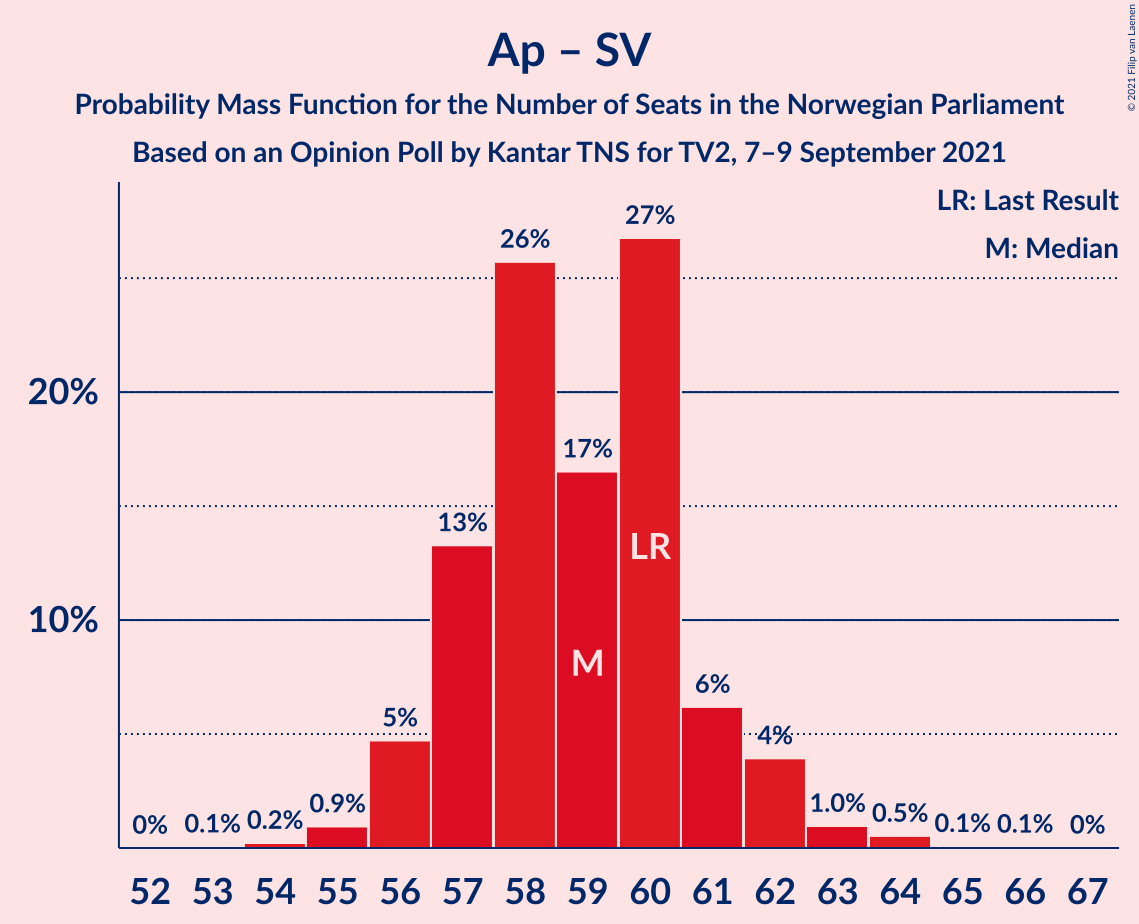 Ap – SV
Probability Mass Function for the Number of Seats in the Norwegian Parliament
Based on an Opinion Poll by Kantar TNS for TV2, 7–9 September 2021
© 2021 Filip van Laenen
LR: Last Result
M: Median
20%
10%
0%
0.1%
0.2%
0.9%
5%
13%
26%
17%
27%
6%
4%
1.0%
0.5%
0.1%
0.1%
0%
M
LR
52 53 54 55 56 57 58 59 60 61 62 63 64 65 66 67